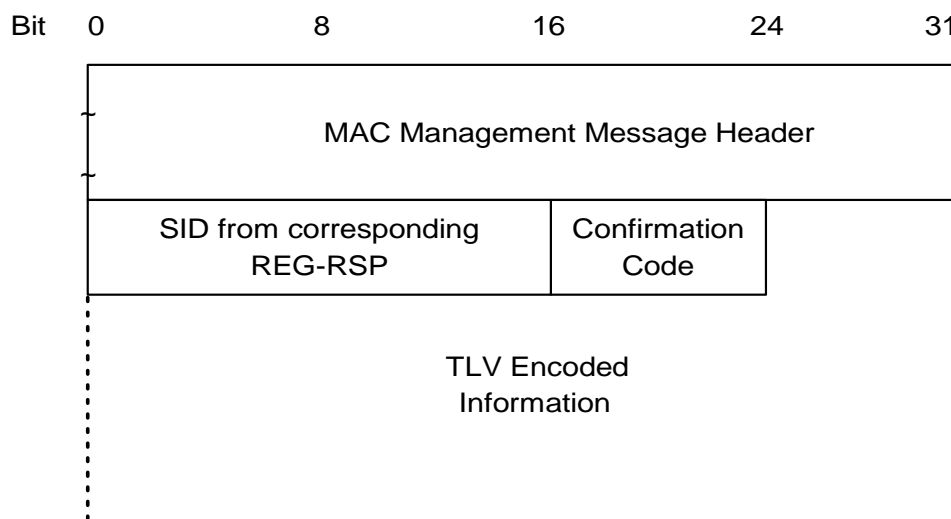 Bit 0 8 16 24 31
MAC Management Message Header
~
~
SID from corresponding
REG-RSP
Confirmation
Code
TLV Encoded
Information